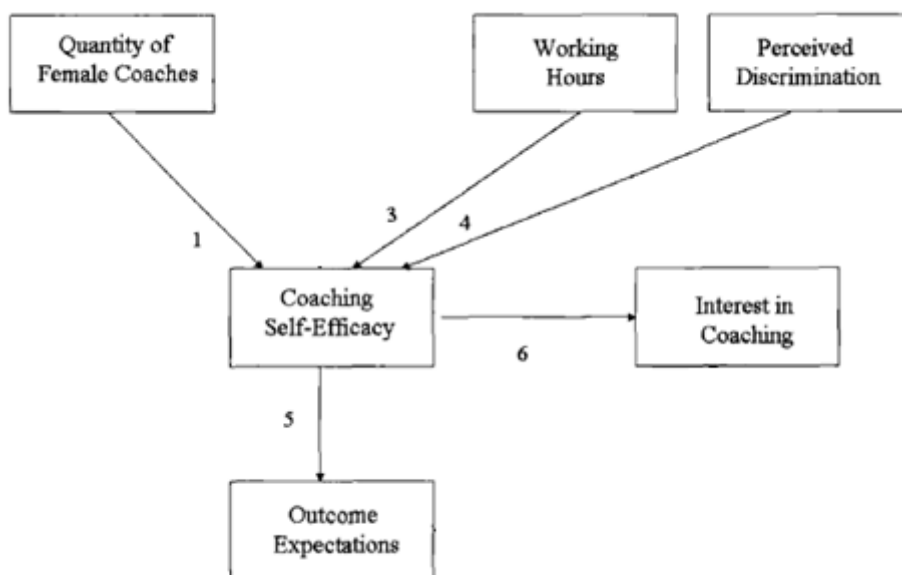 Quantity of
Female Coaches
Working
Hours
Perceived
Discrimination
1
3
4
Coaching
Self-Efficacy
Interest in
Coaching
6
5
Outcome
Expectations